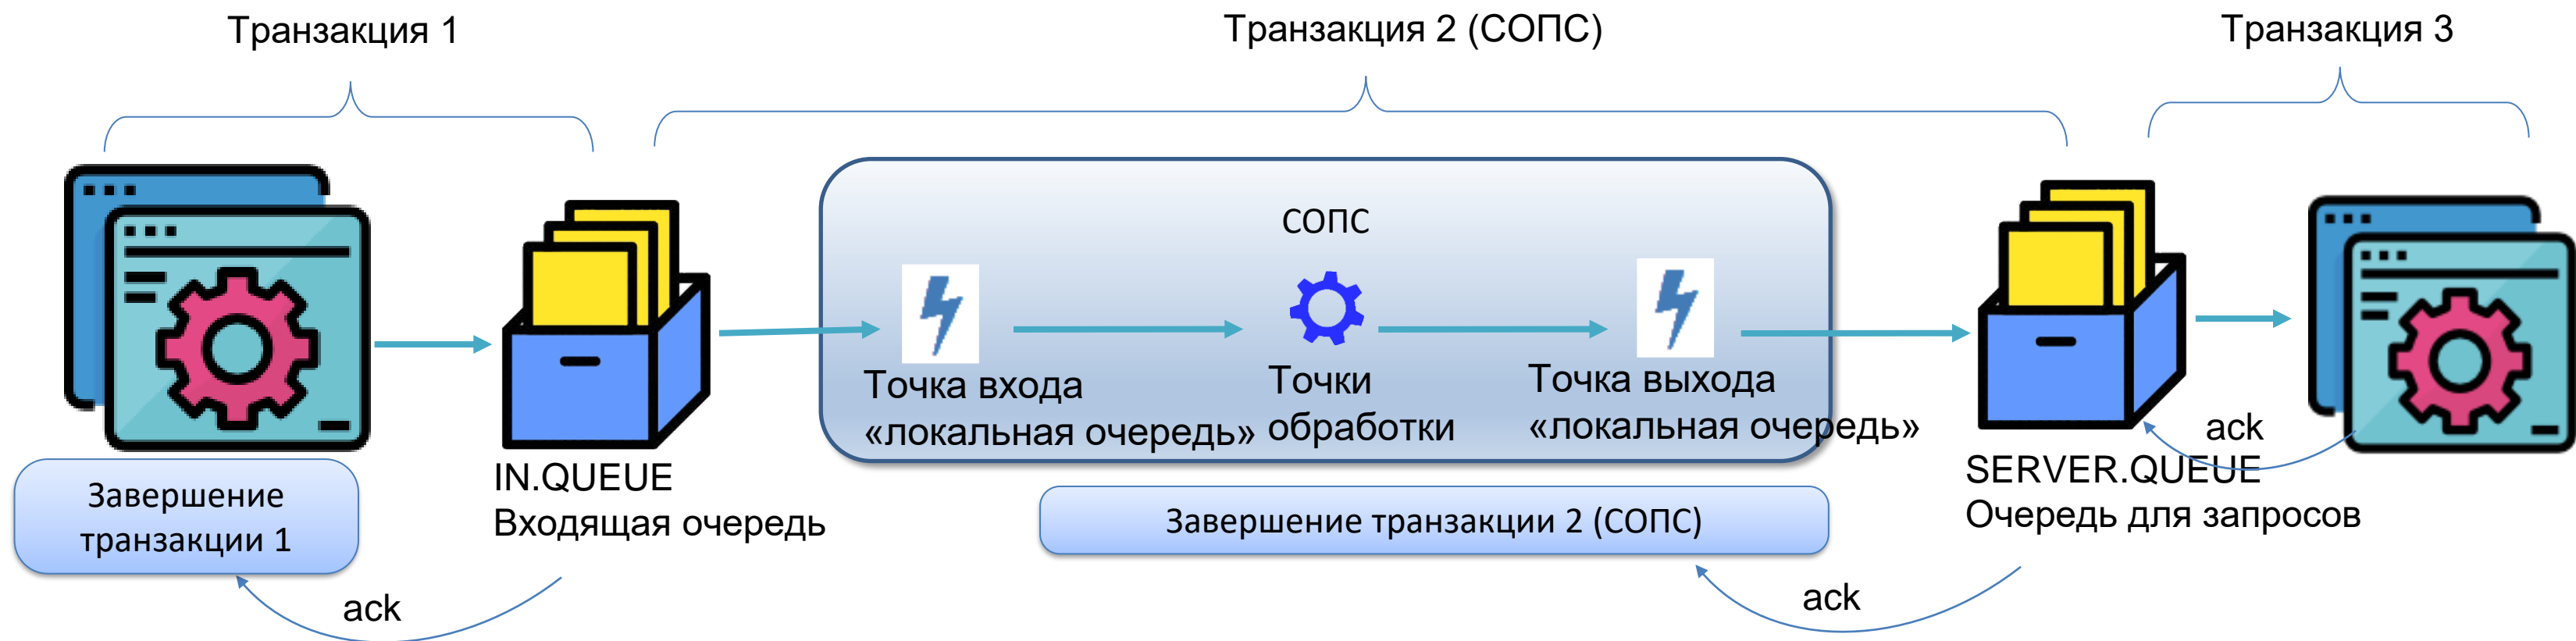 Транзакция 1
Транзакция 2 (СОПС)
Транзакция 3
СОПС
Точка входа
«локальная очередь»
Точки
обработки
Точка выхода
«локальная очередь»
ack
IN.QUEUE
Входящая очередь
SERVER.QUEUE
Очередь для запросов
Завершение
транзакции 1
Завершение транзакции 2 (СОПС)
ack
ack